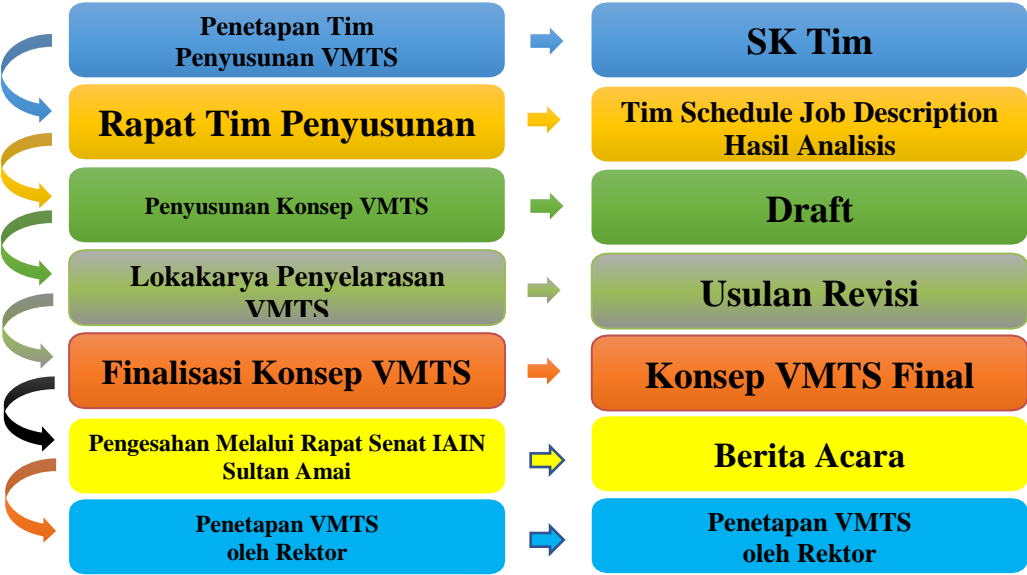 Penetapan Tim
Penyusunan VMTS
SK Tim
Rapat Tim Penyusunan
Tim Schedule Job Description
Hasil Analisis
Penyusunan Konsep VMTS
Draft
Lokakarya Penyelarasan
VMTS
Usulan Revisi
Finalisasi Konsep VMTS
Konsep VMTS Final
Pengesahan Melalui Rapat Senat IAIN
Sultan Amai
Berita Acara
Penetapan VMTS
oleh Rektor
Penetapan VMTS
oleh Rektor